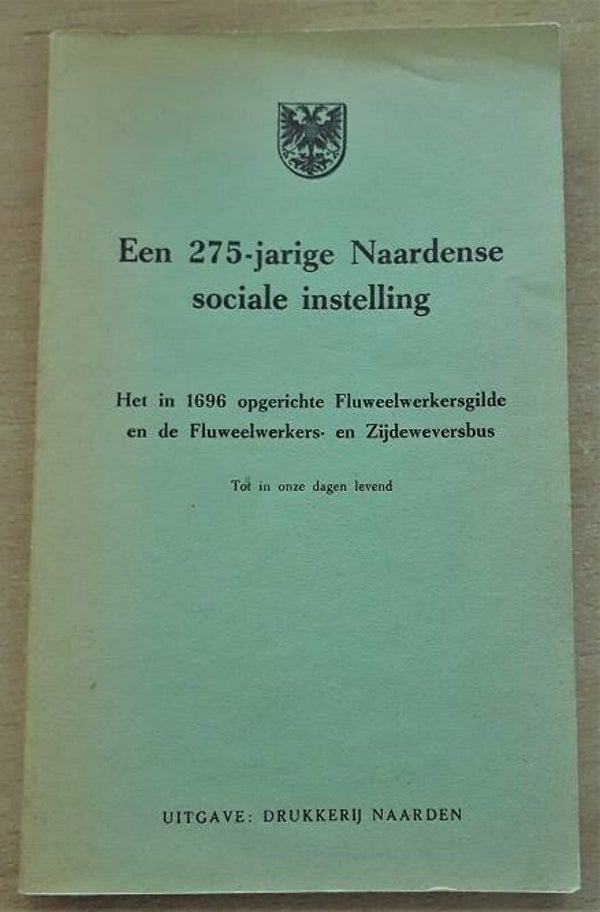 Een 275-jarige Naardense
sociale instelling
Het in 1696 opgerichte Fluweelwerkersgilde
en de Fluweelwerkers- en Zijdeweversbus
Tot in onze dagen levend
UITGAVE: DRUKKERIJ NAARDEN